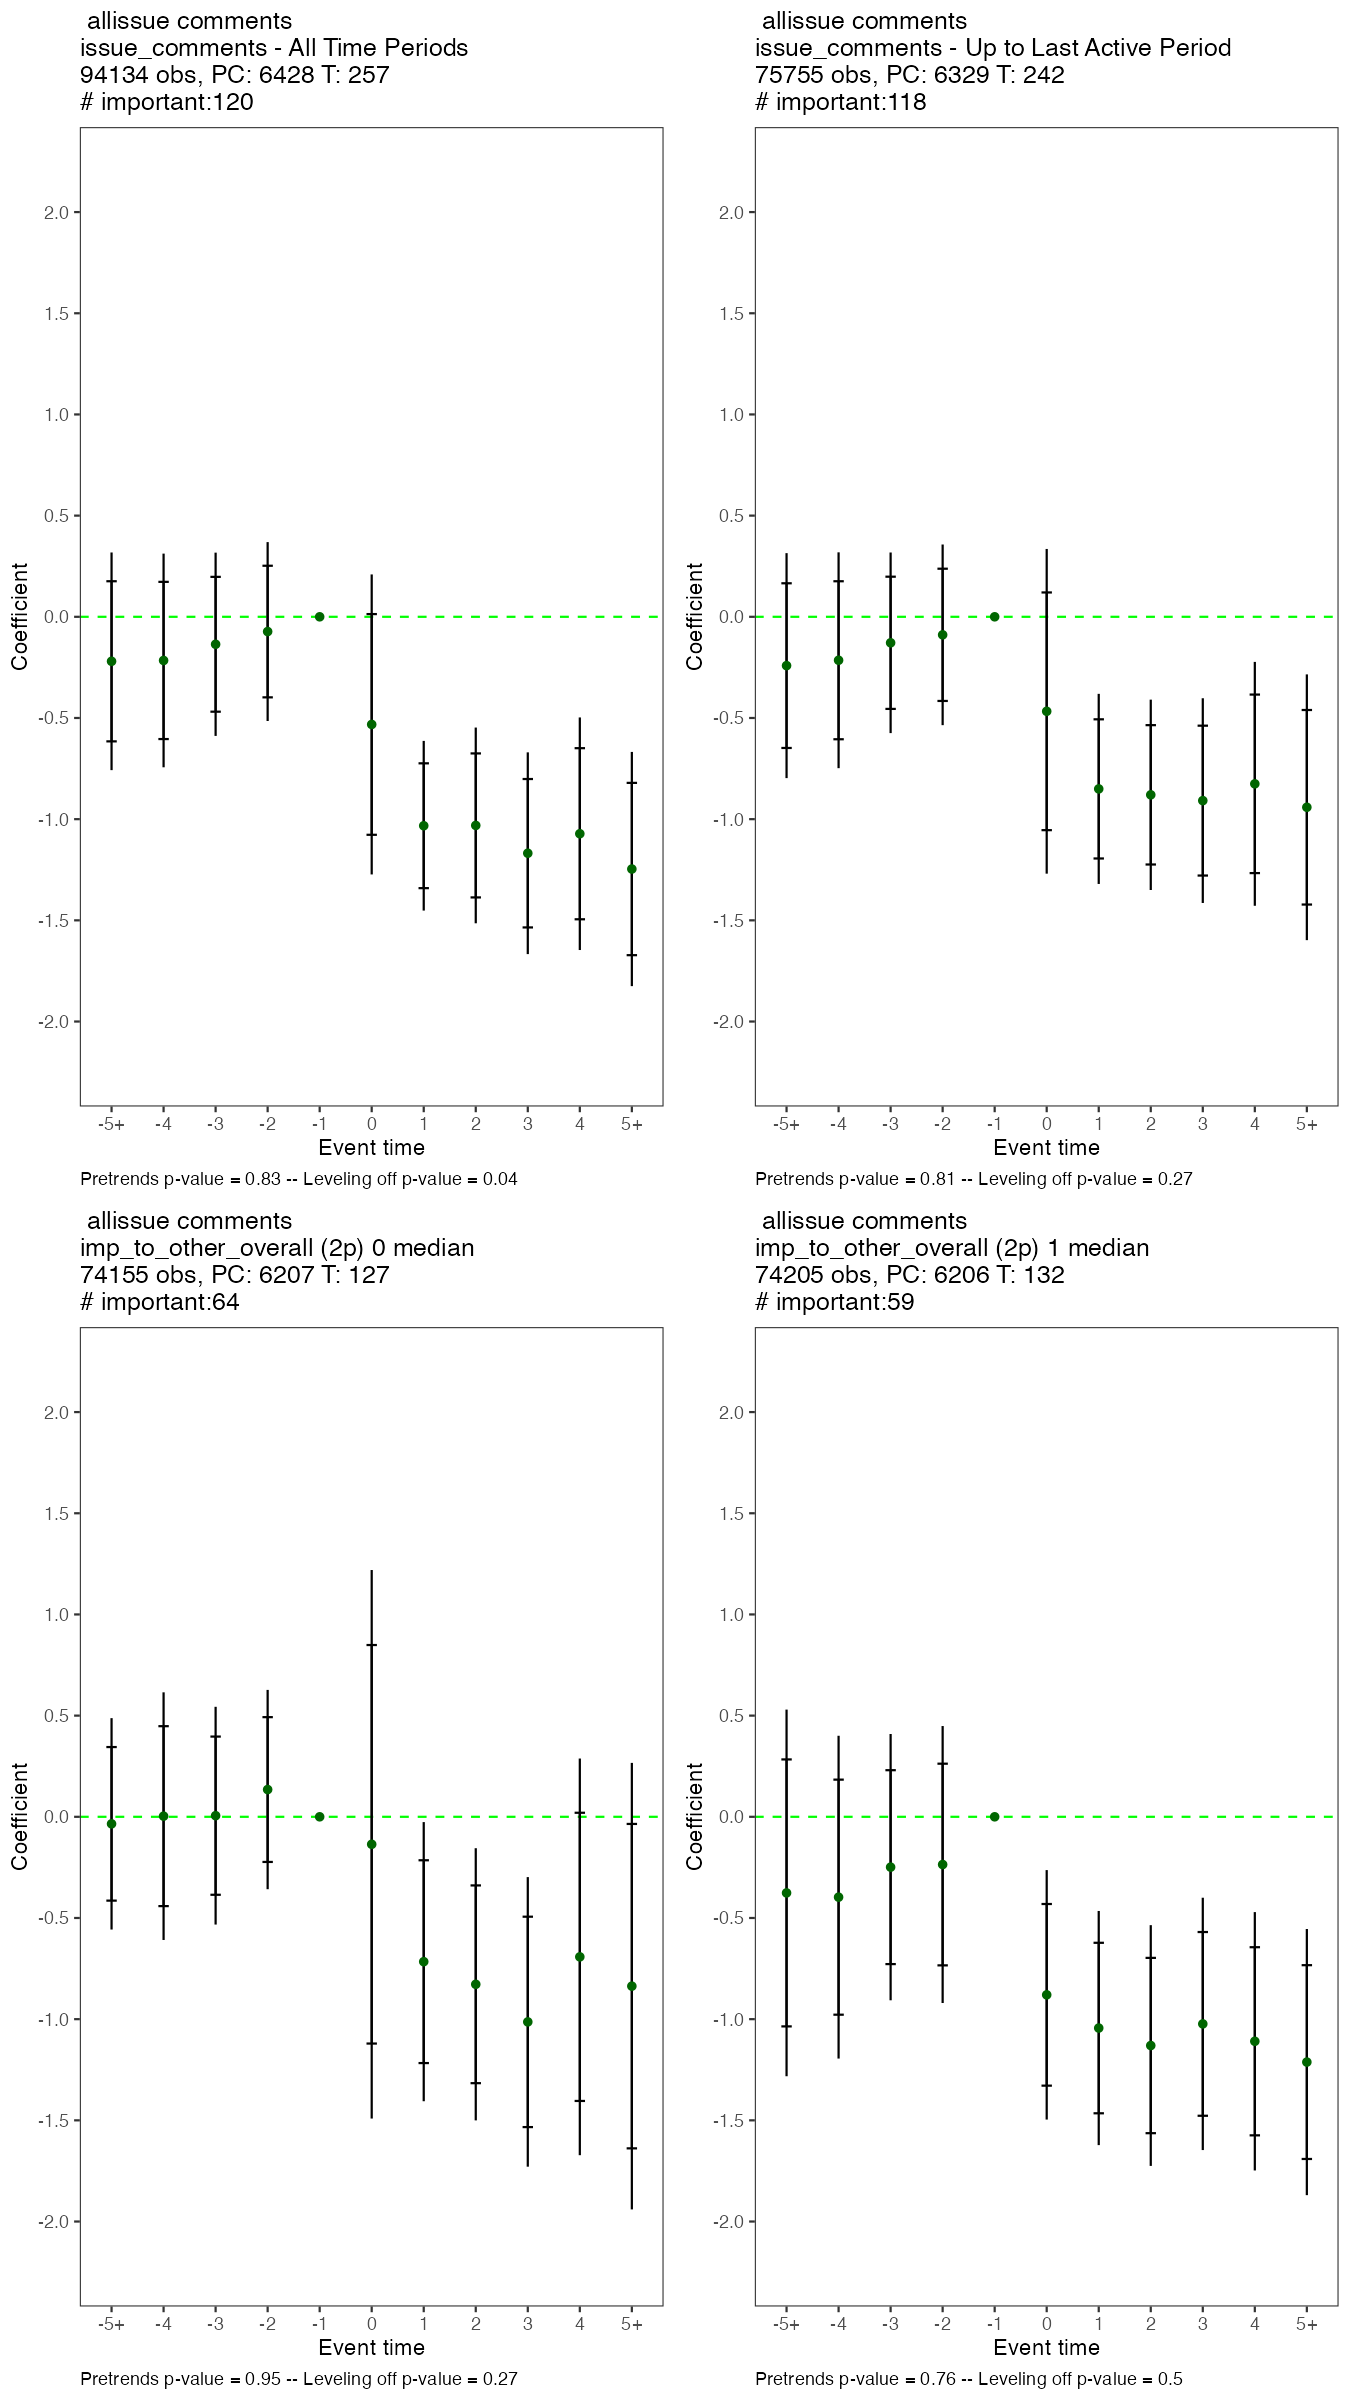 allissue comments
issue_comments - All Time Periods
94134 obs, PC: 6428 T: 257
# important:120
2.0
1.5
1.0
0.5
0.0
-0.5
-1.0
-1.5
-2.0
Coefficient
-5+ -4 -3 -2 -1 0 1 2 3 4 5+
Event time
Pretrends p-value = 0.83 -- Leveling off p-value = 0.04
allissue comments
issue_comments - Up to Last Active Period
75755 obs, PC: 6329 T: 242
# important:118
2.0
1.5
1.0
0.5
0.0
-0.5
-1.0
-1.5
-2.0
Coefficient
-5+ -4 -3 -2 -1 0 1 2 3 4 5+
Event time
Pretrends p-value = 0.81 -- Leveling off p-value = 0.27
allissue comments
imp_to_other_overall (2p) 0 median
74155 obs, PC: 6207 T: 127
# important:64
2.0
1.5
1.0
0.5
0.0
-0.5
-1.0
-1.5
-2.0
Coefficient
-5+ -4 -3 -2 -1 0 1 2 3 4 5+
Event time
Pretrends p-value = 0.95 -- Leveling off p-value = 0.27
allissue comments
imp_to_other_overall (2p) 1 median
74205 obs, PC: 6206 T: 132
# important:59
2.0
1.5
1.0
0.5
0.0
-0.5
-1.0
-1.5
-2.0
Coefficient
-5+ -4 -3 -2 -1 0 1 2 3 4 5+
Event time
Pretrends p-value = 0.76 -- Leveling off p-value = 0.5